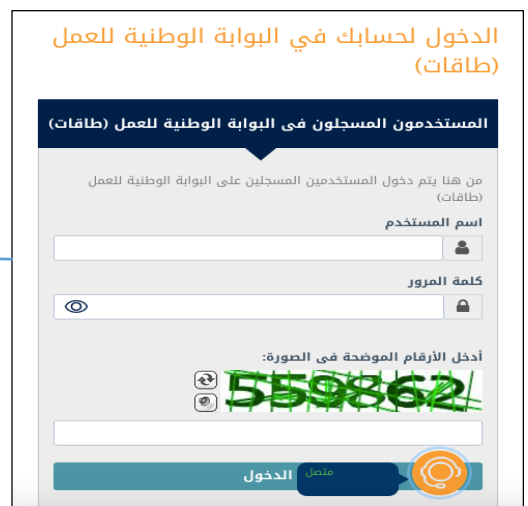 الدخول لحسابك في البوابة الوطنية للعمل
(طاقات)
المستخدمون المسجلون فى البوابة الوطنية للعمل (طاقات)
من هنا يتم دخول المستخدمين المسجلين على البوابة الوطنية للعمل
(طاقات)
اسم المستخدم
كلمة المرور
أدخل الأرقام الموضحة فى الصورة:
559862
متصل
الدخول